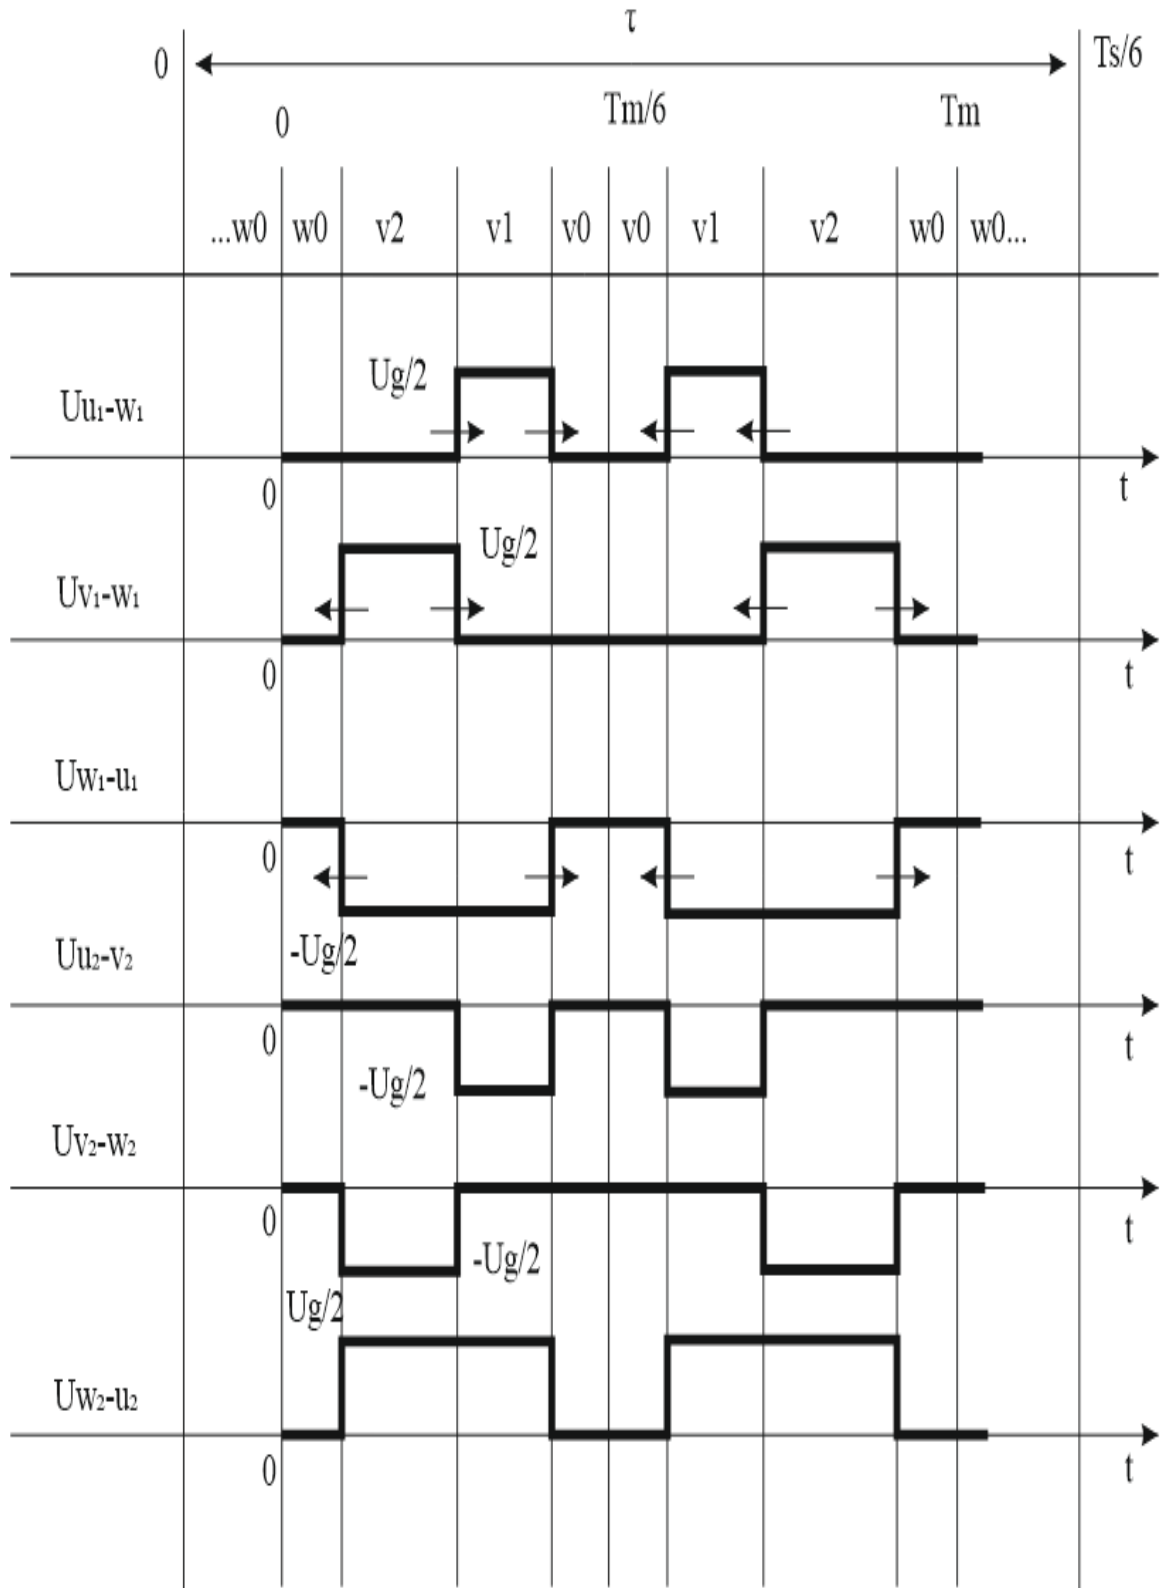 τ
0
Ts/6
0
Tm/6
Tm
...w0
w0
v2
v1
v0
v0
v1
v2
w0
w0...
Ug/2
Uu₁-w₁
0
t
Ug/2
Uv₁-w₁
0
t
Uw₁-u₁
0
t
-Ug/2
Uu₂-v₂
0
t
-Ug/2
Uv₂-w₂
0
t
-Ug/2
Ug/2
Uw₂-u₂
0
t